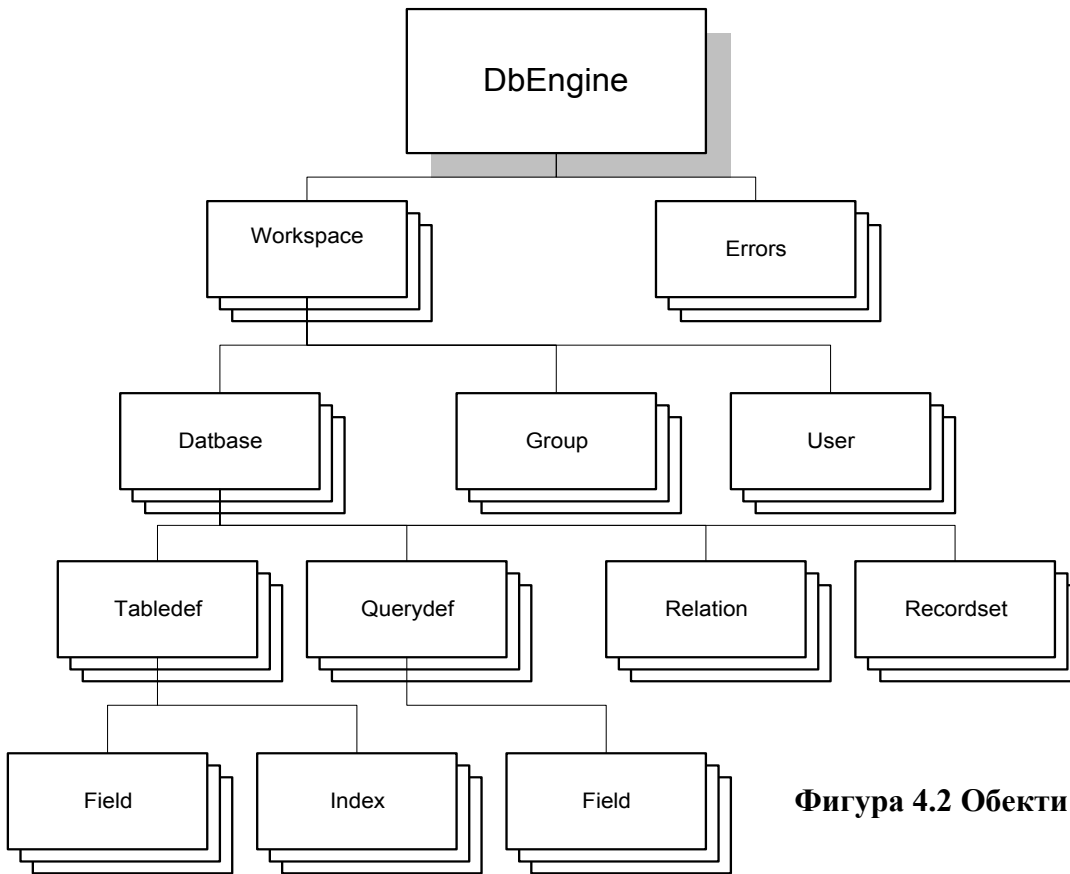 DbEngine
Workspace
Errors
Datbase
Group
User
Tabledef
Querydef
Relation
Recordset
Field
Index
Field
Фигура 4.2 Обекти